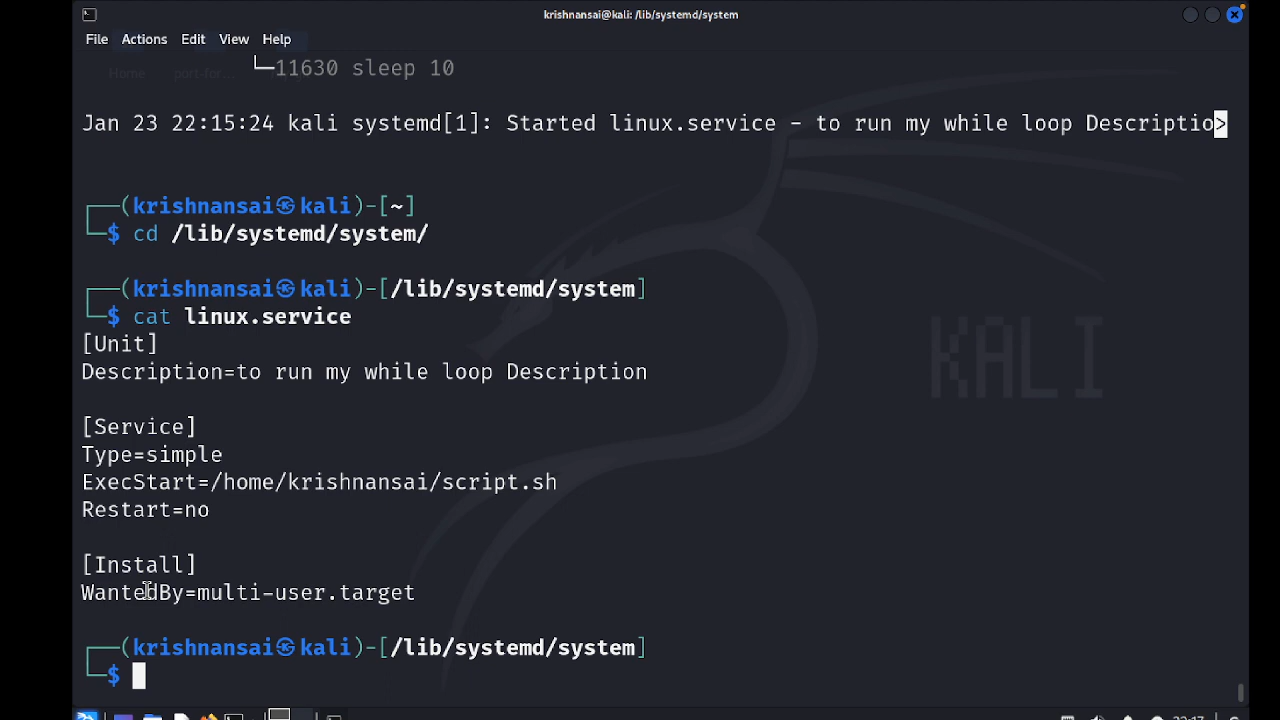 krishnansai@kali: /lib/systemd/system
File Actions Edit View Help
└─11630 sleep 10
Jan 23 22:15:24 kali systemd[1]: Started linux.service - to run my while loop Descriptio>
┌──(krishnansai㉿kali)-[~]
└─$ cd /lib/systemd/system/
┌──(krishnansai㉿kali)-[/lib/systemd/system]
└─$ cat linux.service
[Unit]
Description=to run my while loop Description
[Service]
Type=simple
ExecStart=/home/krishnansai/script.sh
Restart=no
[Install]
WantedBy=multi-user.target
┌──(krishnansai㉿kali)-[/lib/systemd/system]
└─$
KALI